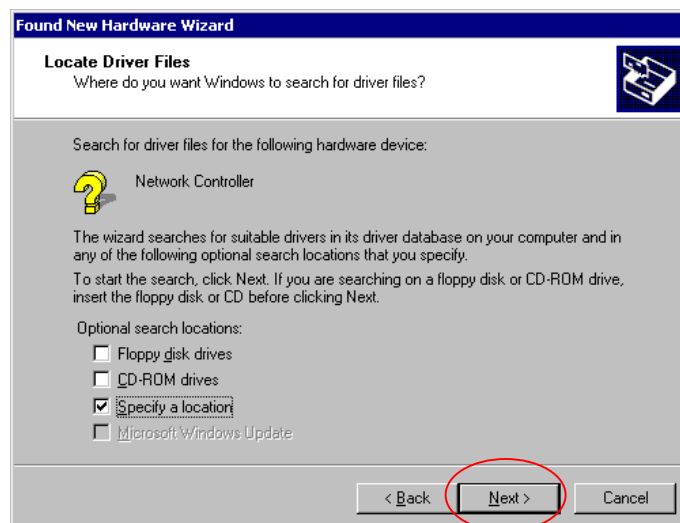 Found New Hardware Wizard
Locate Driver Files
Where do you want Windows to search for driver files?
Search for driver files for the following hardware device:
Network Controller
The wizard searches for suitable drivers in its driver database on your computer and in
any of the following optional search locations that you specify.
To start the search, click Next. If you are searching on a floppy disk or CD-ROM drive,
insert the floppy disk or CD before clicking Next.
Optional search locations:
Floppy disk drives
CD-ROM drives
Specify a location
Microsoft Windows Update
< Back Next > Cancel